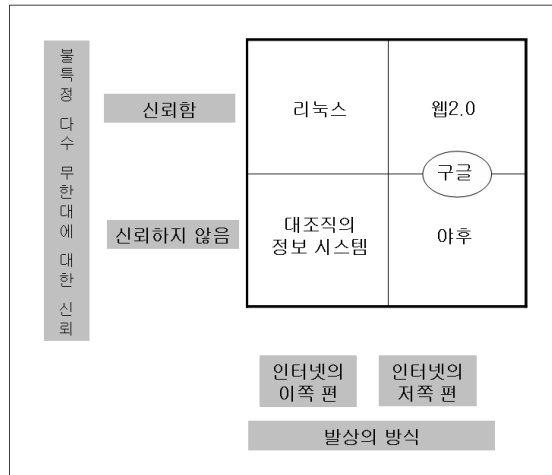 불특정 다수 무한대에 대한 신뢰
신뢰함
리눅스
웹2.0
구글
신뢰하지 않음
대조직의
정보 시스템
야후
인터넷의
이쪽 편
인터넷의
저쪽 편
발상의 방식